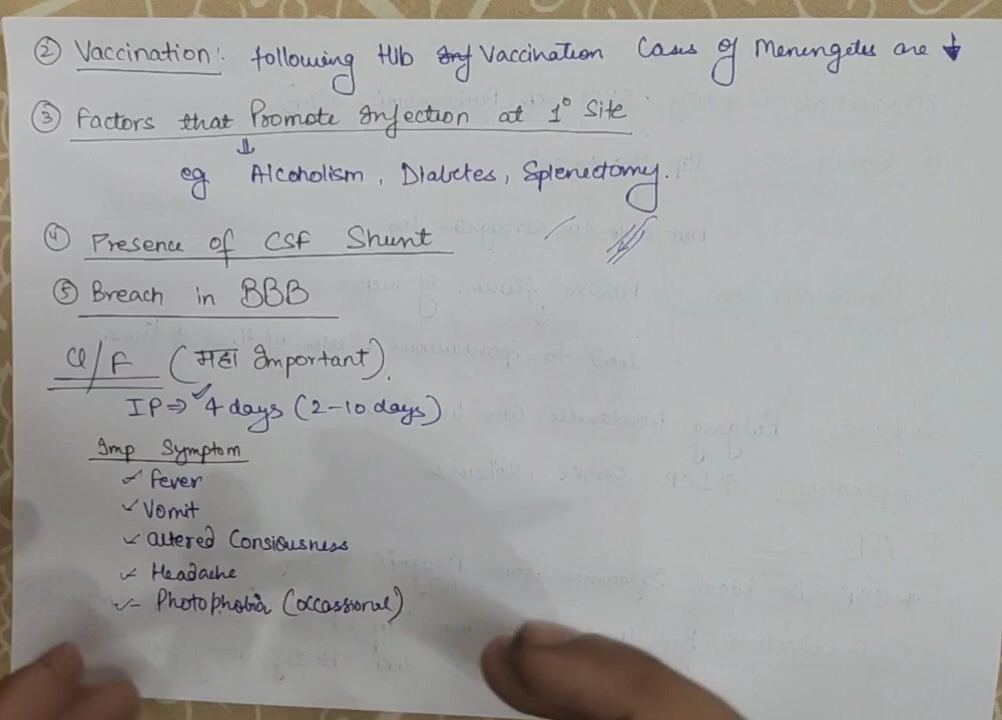 ② Vaccination: following Hib Vaccination Cases of Meningitis are ↓
③ Factors that Promote Infection at 1° Site
↓
eg Alcoholism, Diabetes, Splenectomy.
④ Presence of CSF Shunt
⑤ Breach in BBB
Cl/F (महा Important).
IP ⇒ 4 days (2-10 days)
Imp Symptom
✓ Fever
✓ Vomit
✓ altered Consiousness
✓ Headache
✓ Photophobia (occassional)